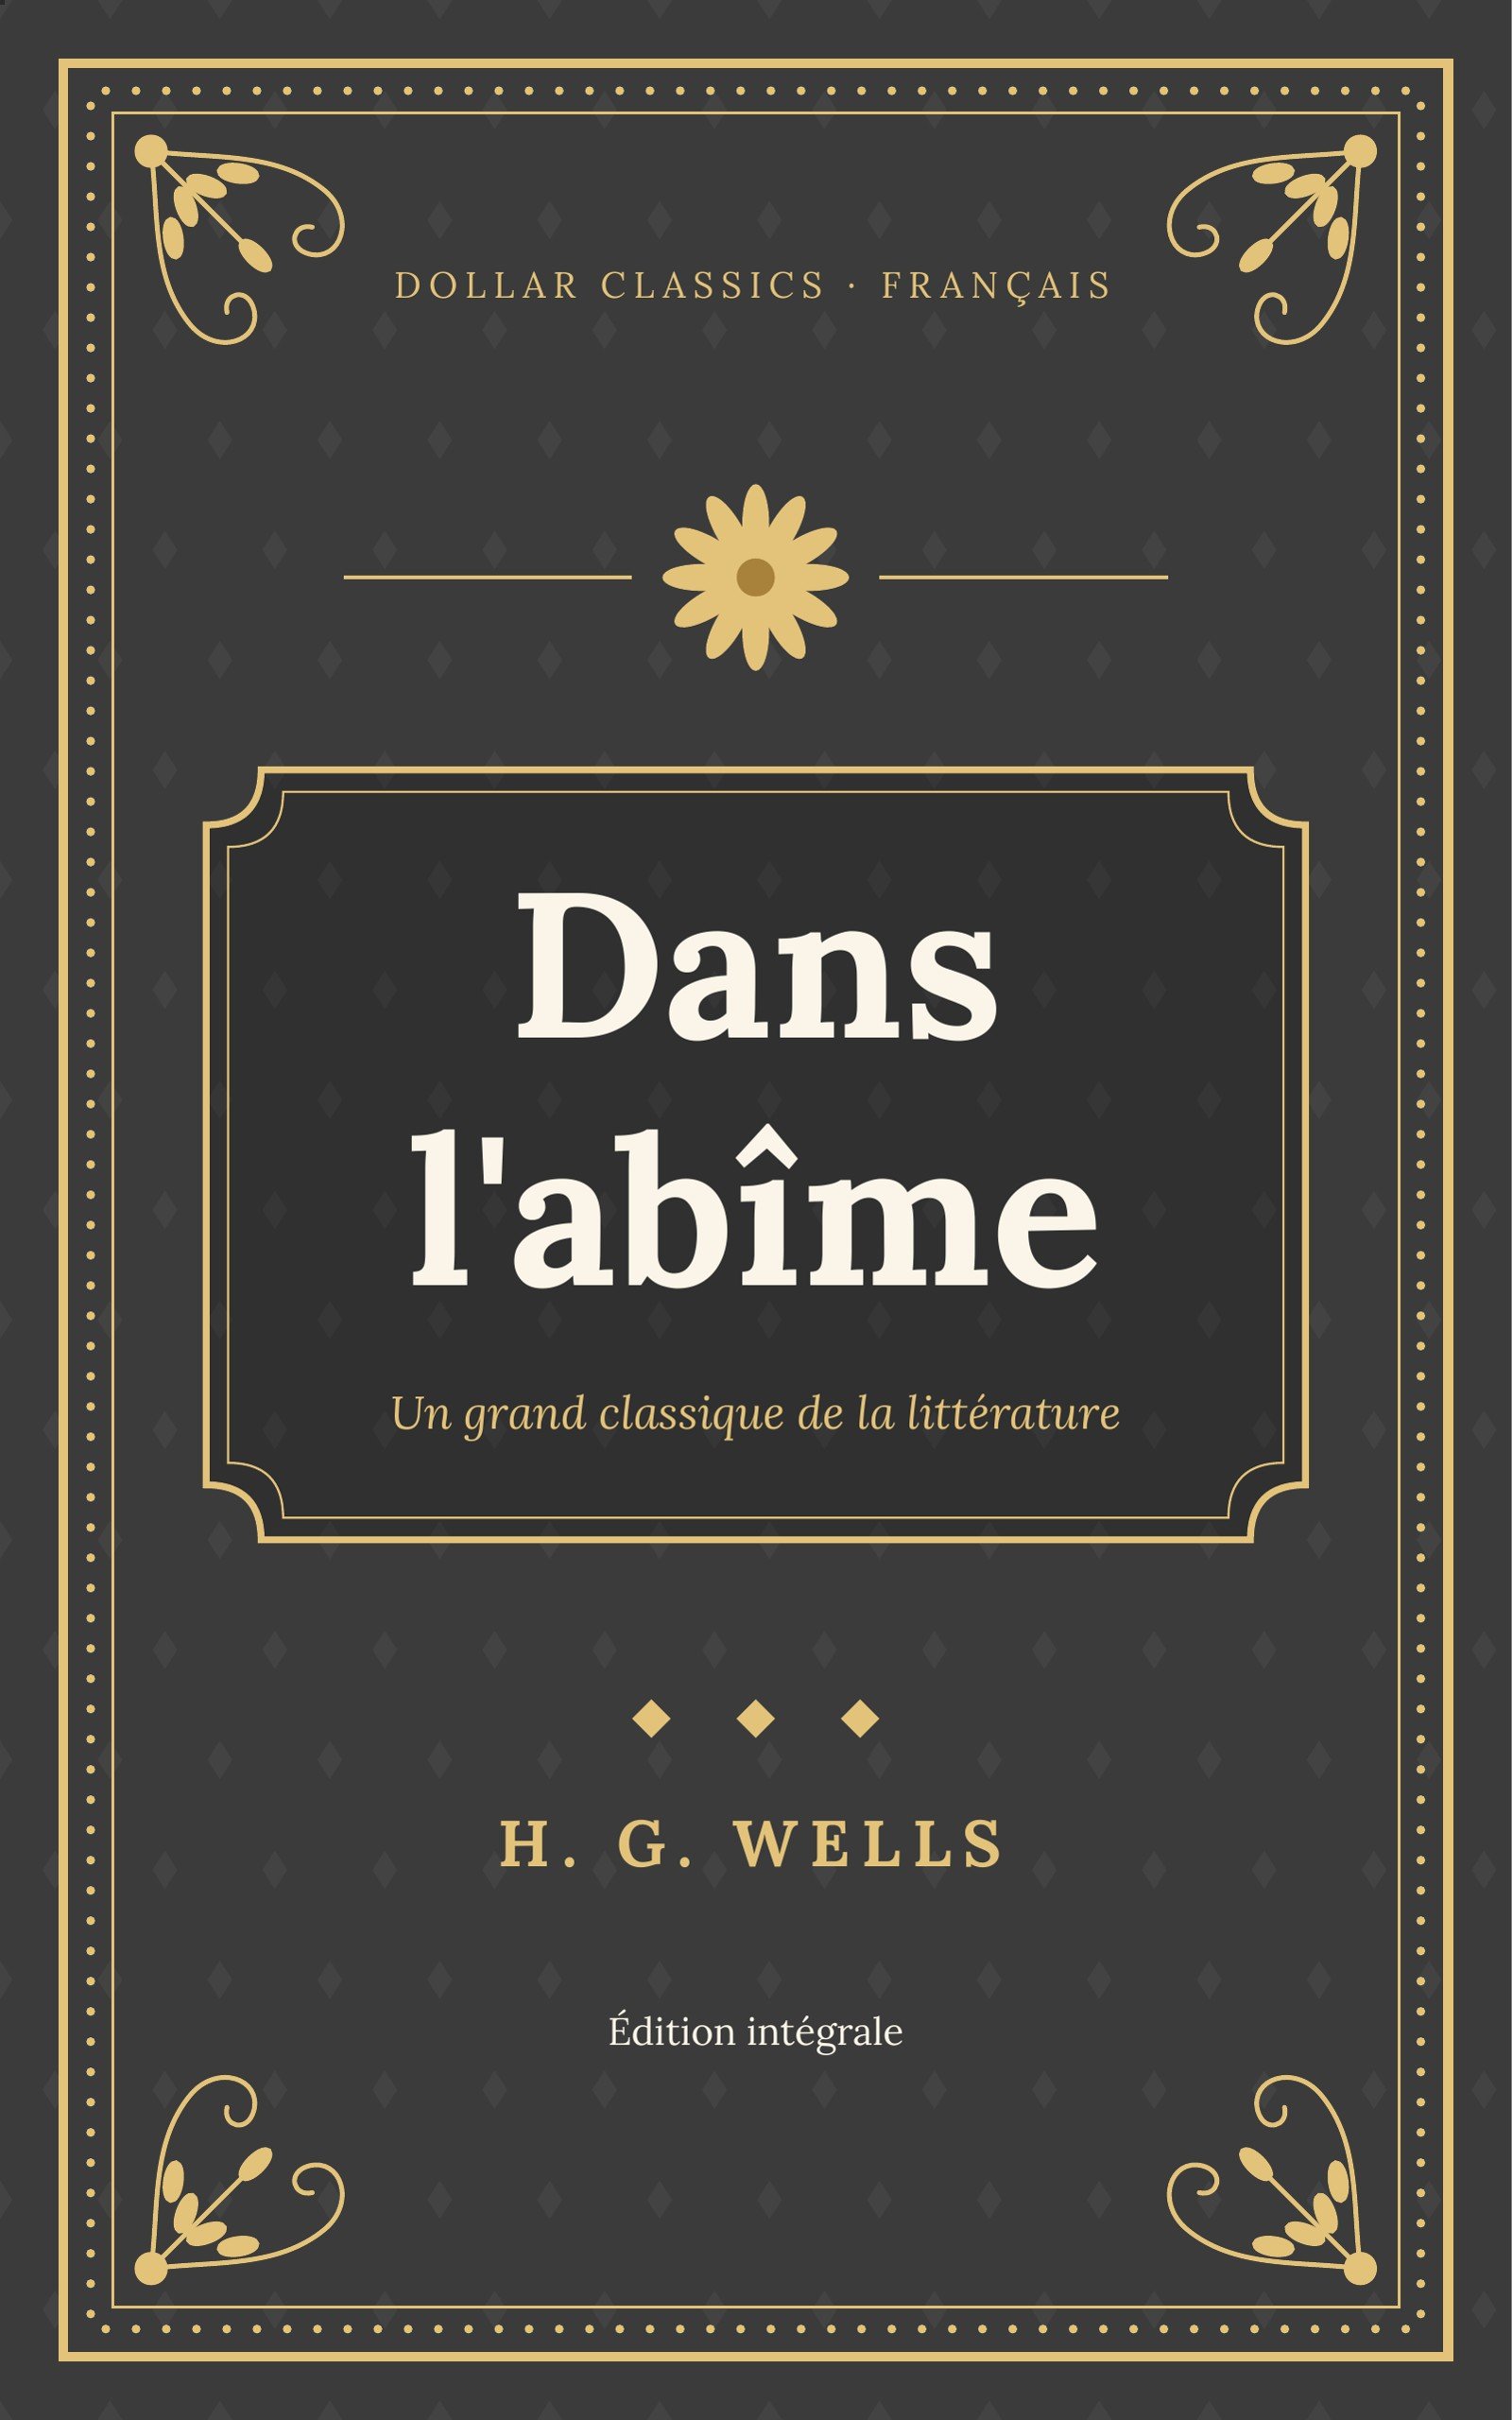 DOLLAR CLASSICS · FRANÇAIS
Dans
l'abîme
Un grand classique de la littérature
H. G. WELLS
Édition intégrale